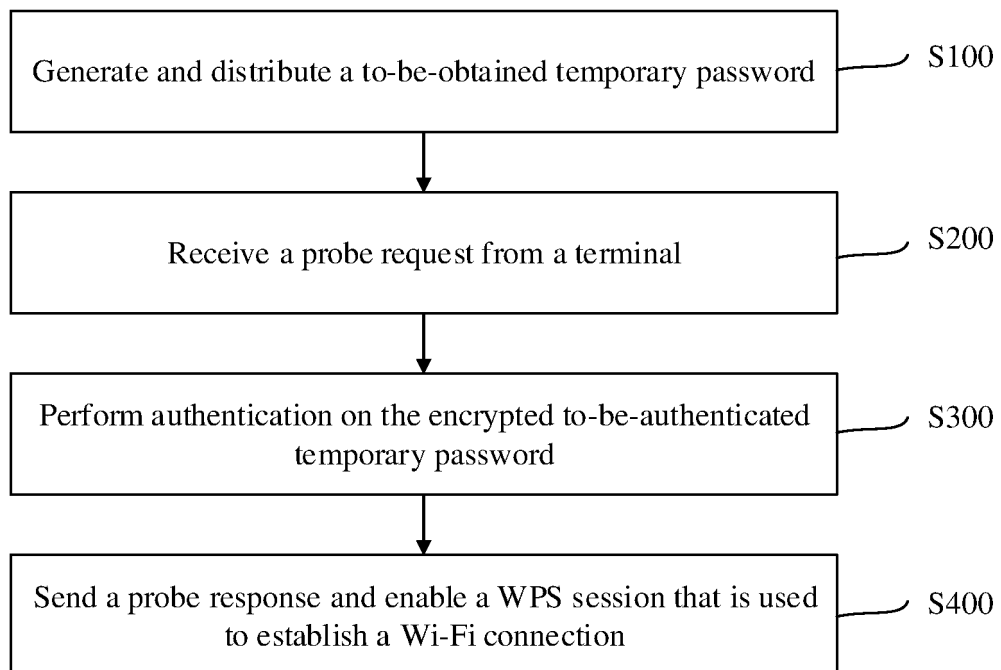 Generate and distribute a to-be-obtained temporary password
S100
Receive a probe request from a terminal
S200
Perform authentication on the encrypted to-be-authenticated
temporary password
S300
Send a probe response and enable a WPS session that is used
to establish a Wi-Fi connection
S400